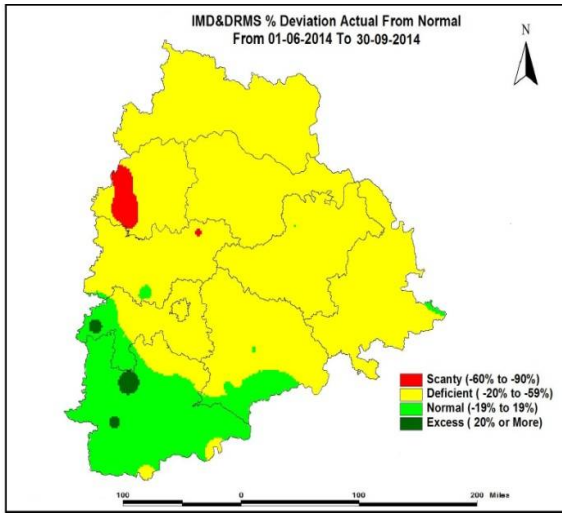 IMD&DRMS % Deviation Actual From Normal
From 01-06-2014 To 30-09-2014
N
Scanty (-60% to -90%)
Deficient ( -20% to -59%)
Normal (-19% to 19%)
Excess ( 20% or More)
100 0 100 200 Miles